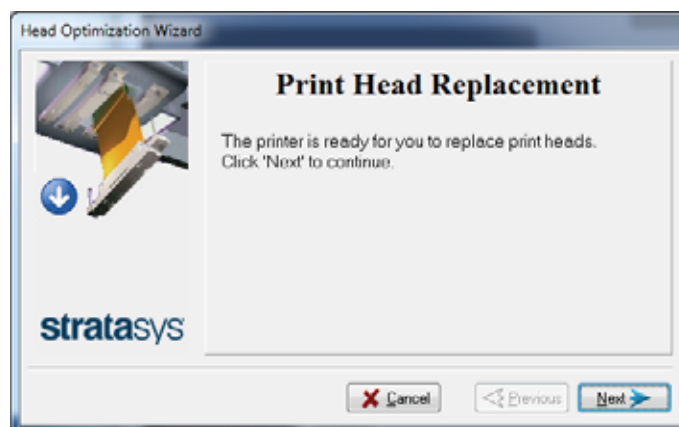 Head Optimization Wizard
Print Head Replacement
The printer is ready for you to replace print heads.
Click 'Next' to continue.
stratasys
Cancel
Previous
Next